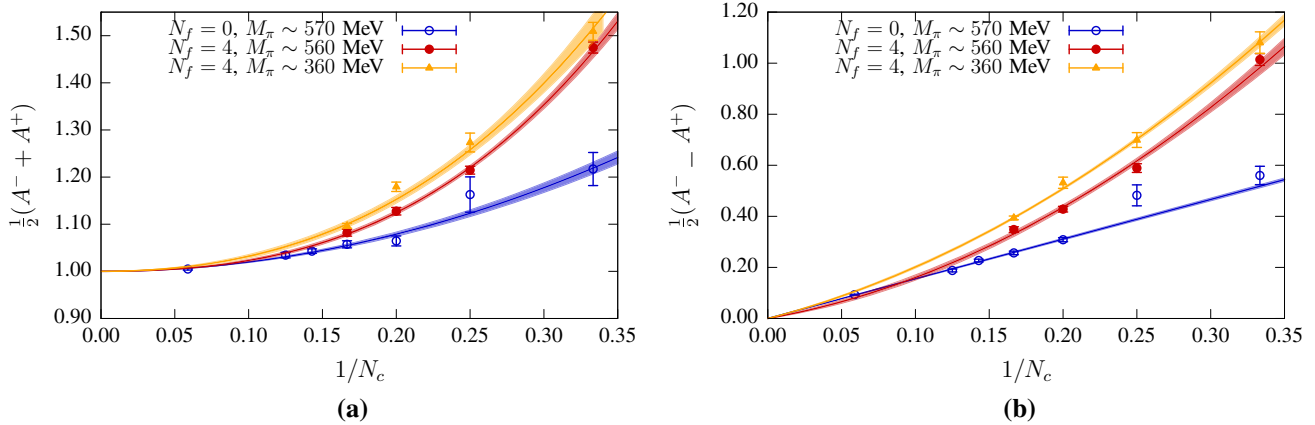 N_f = 0, M_π ∼ 570 MeV
N_f = 4, M_π ∼ 560 MeV
N_f = 4, M_π ∼ 360 MeV
1.50
1.40
1.30
1.20
1.10
1.00
0.90
½(A⁻ + A⁺)
0.00 0.05 0.10 0.15 0.20 0.25 0.30 0.35
1/N_c
(a)
N_f = 0, M_π ∼ 570 MeV
N_f = 4, M_π ∼ 560 MeV
N_f = 4, M_π ∼ 360 MeV
1.20
1.00
0.80
0.60
0.40
0.20
0.00
½(A⁻ − A⁺)
0.00 0.05 0.10 0.15 0.20 0.25 0.30 0.35
1/N_c
(b)